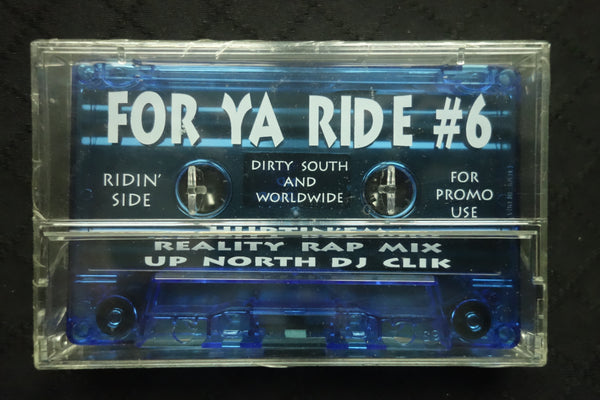 FOR YA RIDE #6
RIDIN'
SIDE
DIRTY SOUTH
AND
WORLDWIDE
FOR
PROMO
USE
REALITY RAP MIX
UP NORTH DJ CLIK